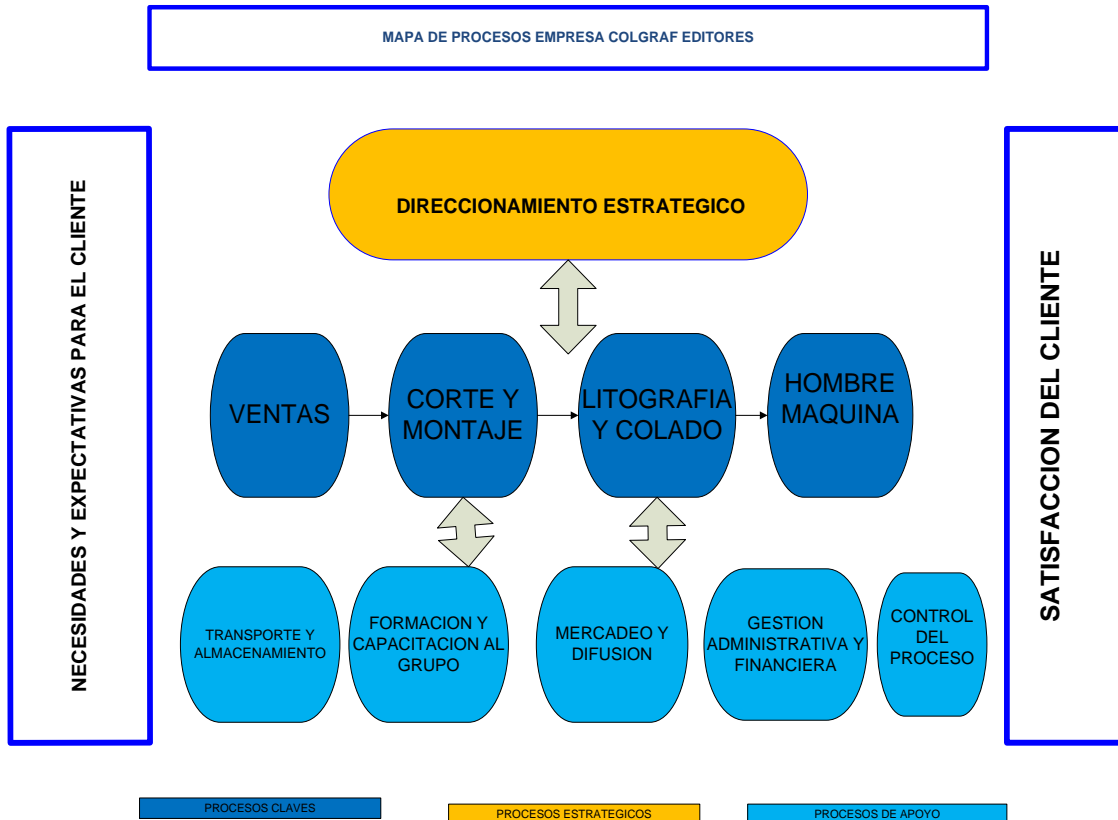 MAPA DE PROCESOS EMPRESA COLGRAF EDITORES
NECESIDADES Y EXPECTATIVAS PARA EL CLIENTE
DIRECCIONAMIENTO ESTRATEGICO
VENTAS
CORTE Y
MONTAJE
LITOGRAFIA
Y COLADO
HOMBRE
MAQUINA
TRANSPORTE Y
ALMACENAMIENTO
FORMACION Y
CAPACITACION AL
GRUPO
MERCADEO Y
DIFUSION
GESTION
ADMINISTRATIVA Y
FINANCIERA
CONTROL
DEL
PROCESO
SATISFACCION DEL CLIENTE
PROCESOS CLAVES
PROCESOS ESTRATEGICOS
PROCESOS DE APOYO